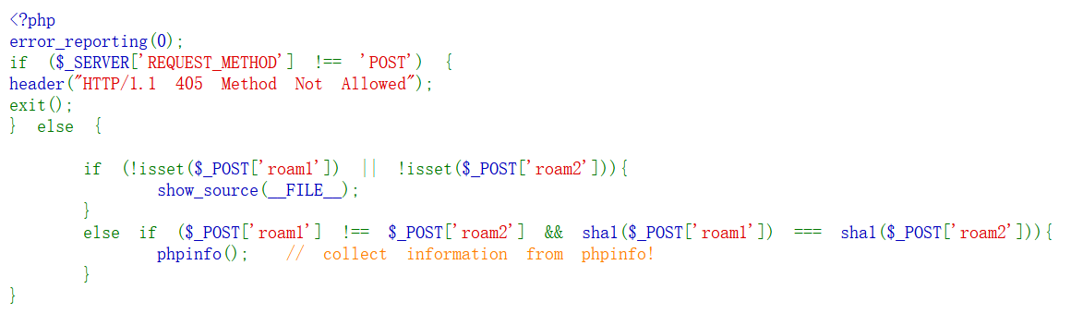 <?php
error_reporting(0);
if ($_SERVER['REQUEST_METHOD'] !== 'POST') {
header("HTTP/1.1 405 Method Not Allowed");
exit();
} else {
if (!isset($_POST['roam1']) || !isset($_POST['roam2'])){
show_source(__FILE__);
}
else if ($_POST['roam1'] !== $_POST['roam2'] && sha1($_POST['roam1']) === sha1($_POST['roam2'])){
phpinfo(); // collect information from phpinfo!
}
}